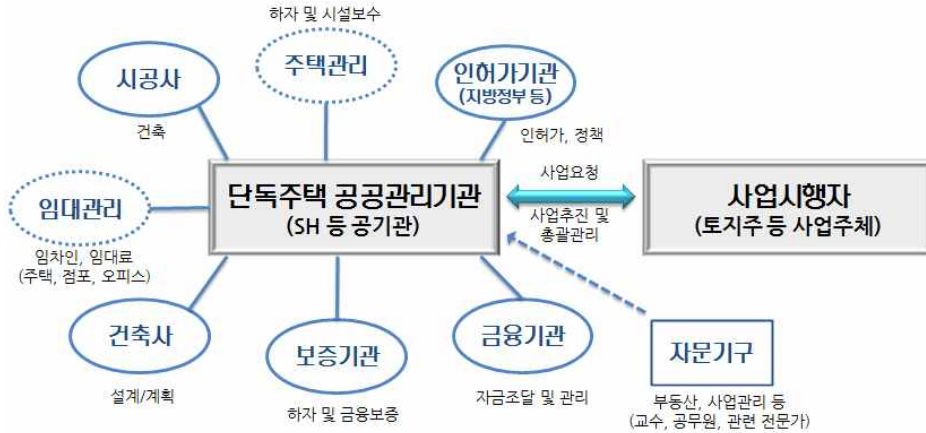 하자 및 시설보수
주택관리
시공사
건축
인허가기관
(지방정부 등)
인허가, 정책
단독주택 공공관리기관
(SH 등 공기관)
사업요청
사업추진 및
총괄관리
사업시행자
(토지주 등 사업주체)
임대관리
임차인, 임대료
(주택, 점포, 오피스)
건축사
설계/계획
보증기관
하자 및 금융보증
금융기관
자금조달 및 관리
자문기구
부동산, 사업관리 등
(교수, 공무원, 관련 전문가)